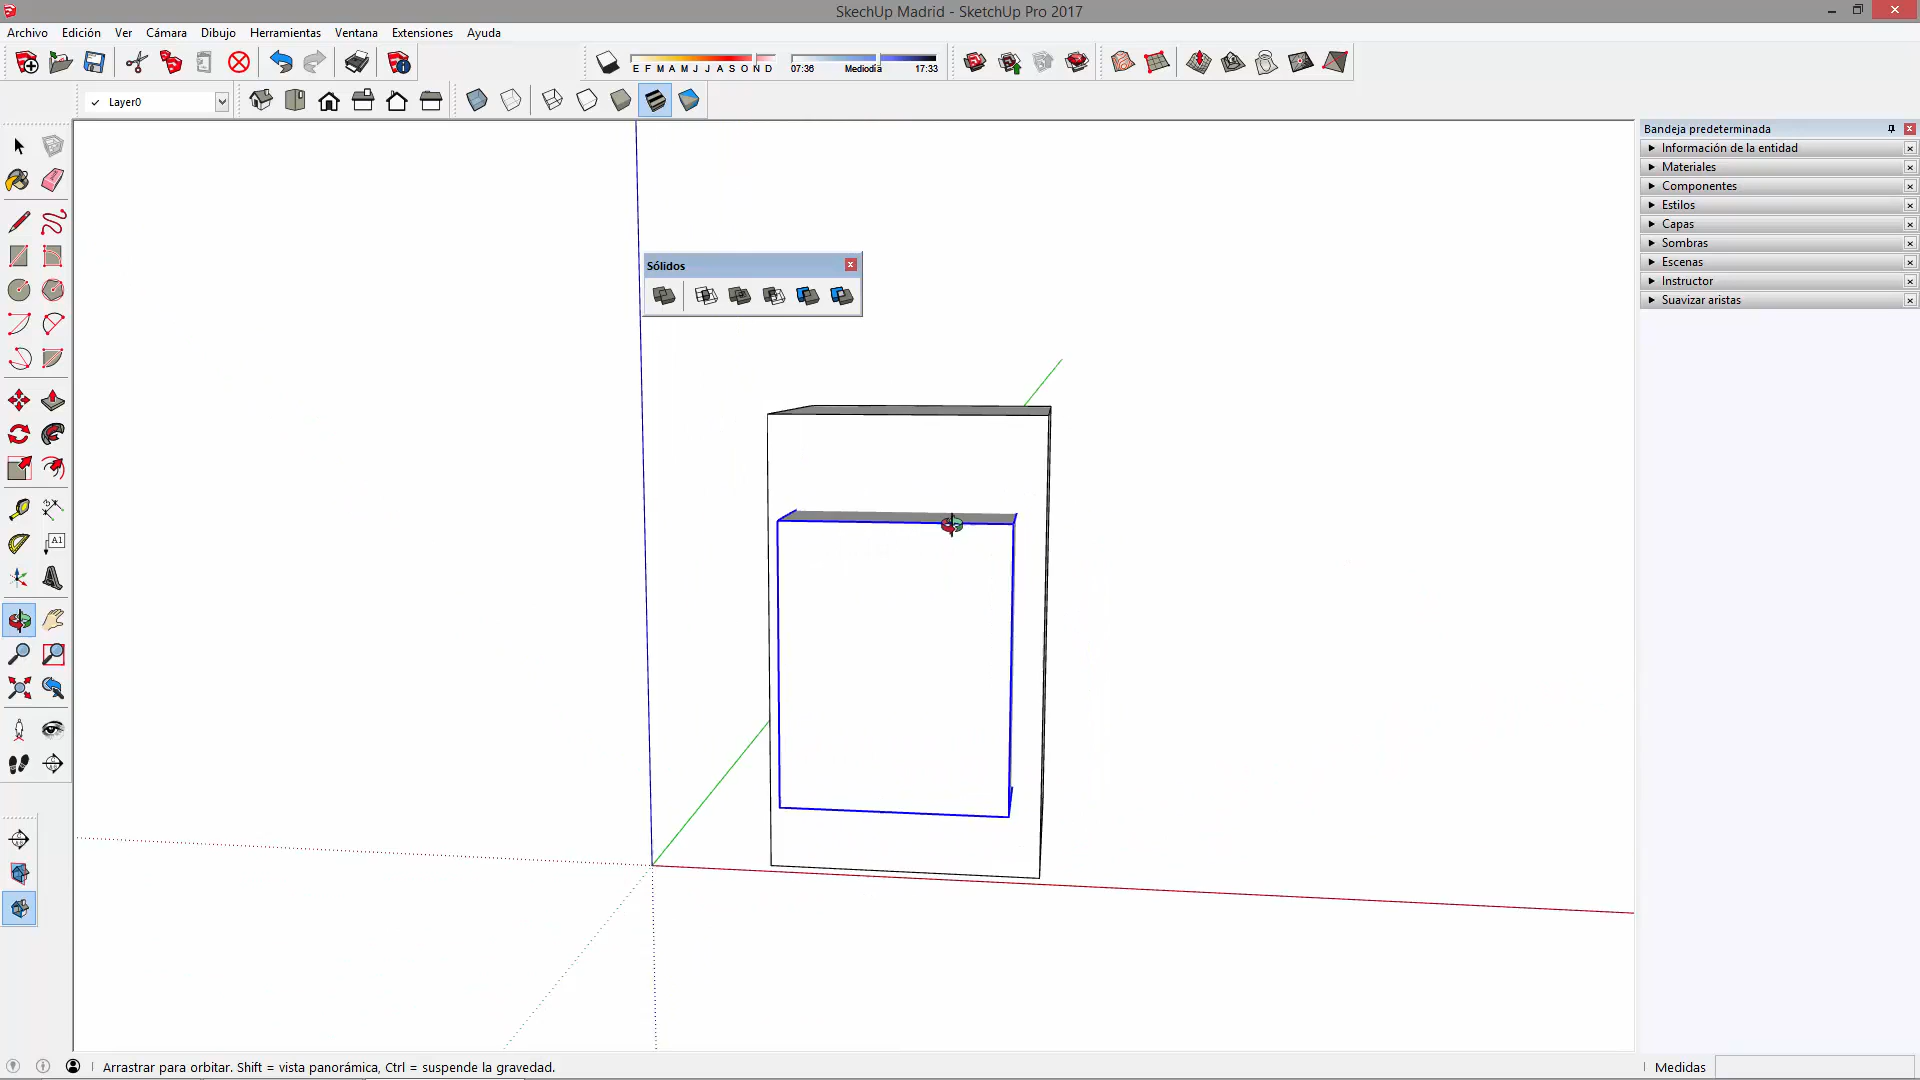 SkechUp Madrid - SketchUp Pro 2017
Archivo Edición Ver Cámara Dibujo Herramientas Ventana Extensiones Ayuda
E F M A M J J A S O N D 07:36 Mediodía 17:33
Layer0
Bandeja predeterminada
Información de la entidad
Materiales
Componentes
Estilos
Capas
Sombras
Escenas
Instructor
Suavizar aristas
Sólidos
A1
Arrastrar para orbitar. Shift = vista panorámica, Ctrl = suspende la gravedad.
Medidas